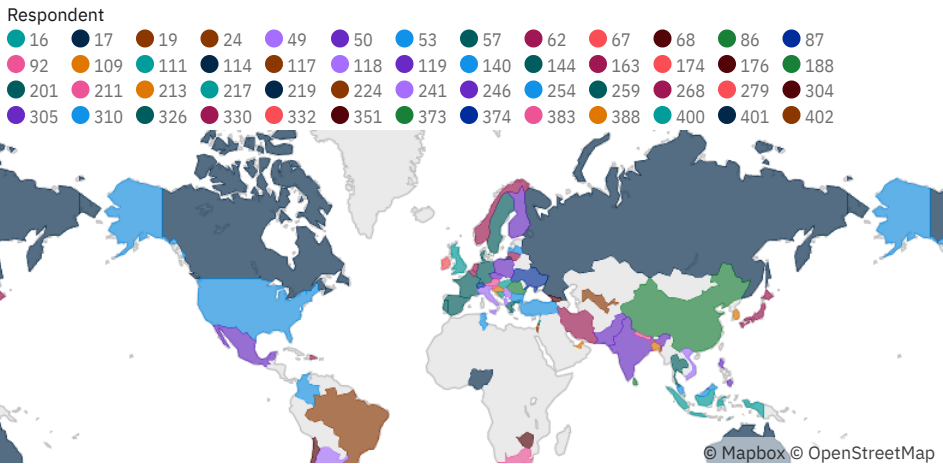 Respondent
16 17 19 24 49 50 53 57 62 67 68 86 87
92 109 111 114 117 118 119 140 144 163 174 176 188
201 211 213 217 219 224 241 246 254 259 268 279 304
305 310 326 330 332 351 373 374 383 388 400 401 402
© Mapbox © OpenStreetMap